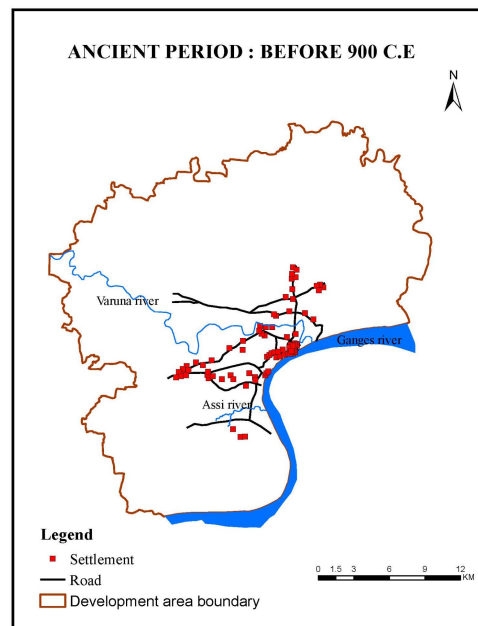 ANCIENT PERIOD : BEFORE 900 C.E
N
Varuna river
Ganges river
Assi river
Legend
Settlement
Road
Development area boundary
0 1.5 3 6 9 12
KM